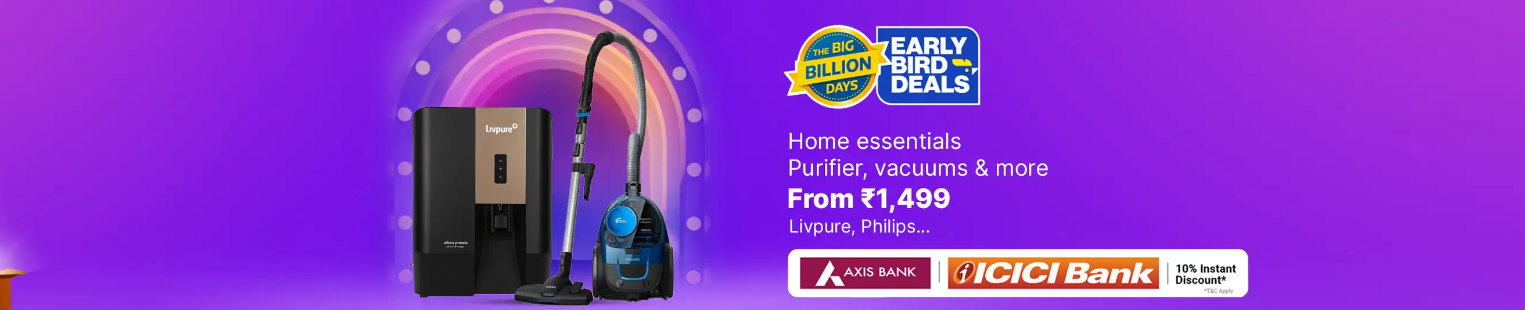 THE BIG
BILLION
DAYS
EARLY
BIRD
DEALS
Livpure
Home essentials
Purifier, vacuums & more
From ₹1,499
Livpure, Philips...
AXIS BANK
ICICI Bank
10% Instant
Discount*
*T&C Apply